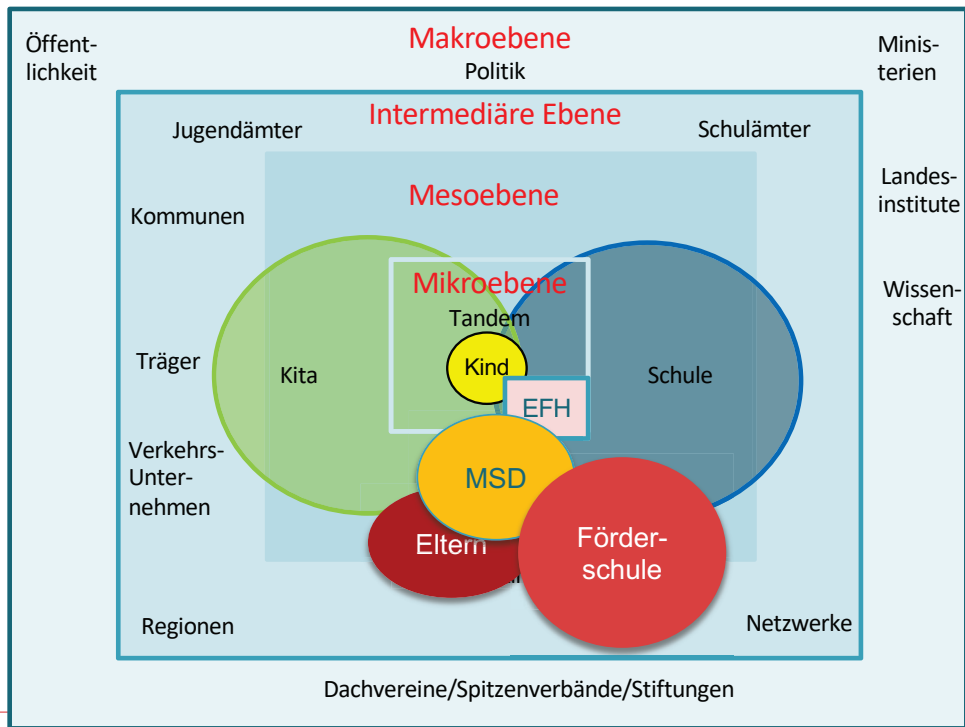 Öffent-
lichkeit
Makroebene
Politik
Minis-
terien
Intermediäre Ebene
Jugendämter
Schulämter
Mesoebene
Landes-
institute
Kommunen
Mikroebene
Tandem
Wissen-
schaft
Träger
Kita
Kind
Schule
EFH
Verkehrs-
Unter-
nehmen
MSD
Eltern
Förder-
schule
Regionen
Netzwerke
Dachvereine/Spitzenverbände/Stiftungen